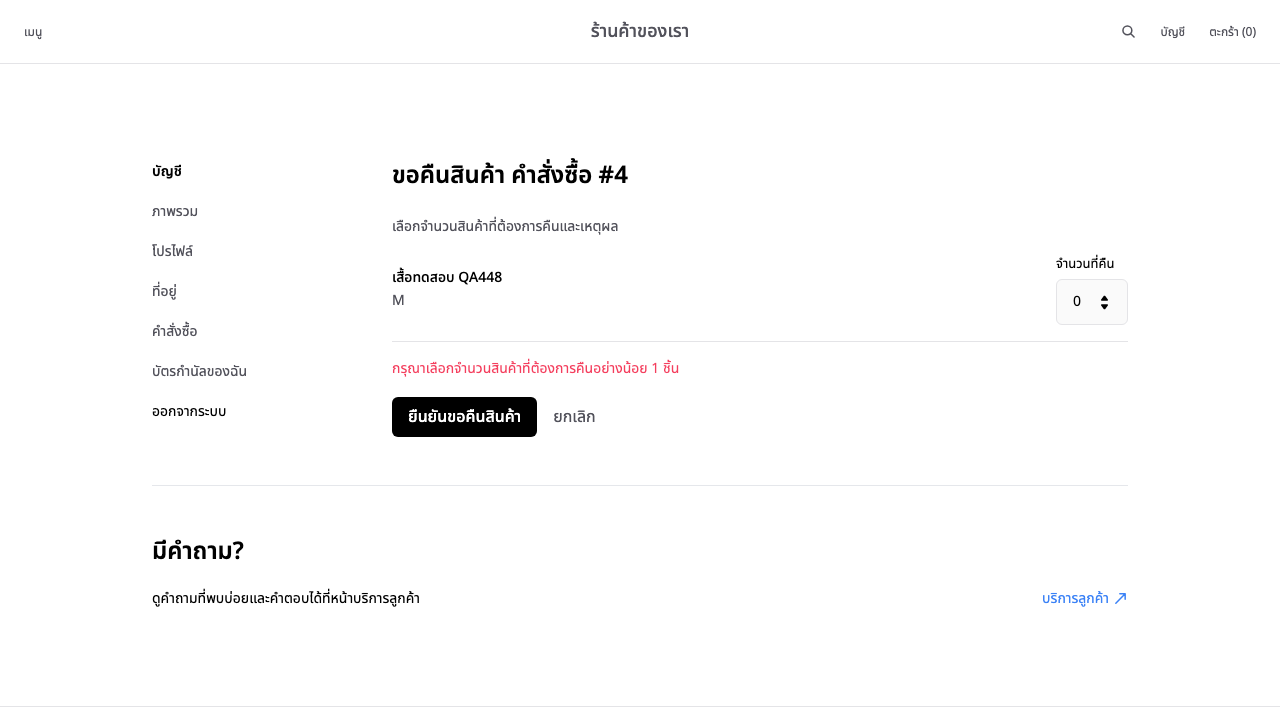 เมนู
ร้านค้าของเรา
บัญชี
ตะกร้า (0)
บัญชี
ภาพรวม
โปรไฟล์
ที่อยู่
คำสั่งซื้อ
บัตรกำนัลของฉัน
ออกจากระบบ
ขอคืนสินค้า คำสั่งซื้อ #4
เลือกจำนวนสินค้าที่ต้องการคืนและเหตุผล
เสื้อทดสอบ QA448
M
จำนวนที่คืน
0
กรุณาเลือกจำนวนสินค้าที่ต้องการคืนอย่างน้อย 1 ชิ้น
ยืนยันขอคืนสินค้า
ยกเลิก
มีคำถาม?
ดูคำถามที่พบบ่อยและคำตอบได้ที่หน้าบริการลูกค้า
บริการลูกค้า